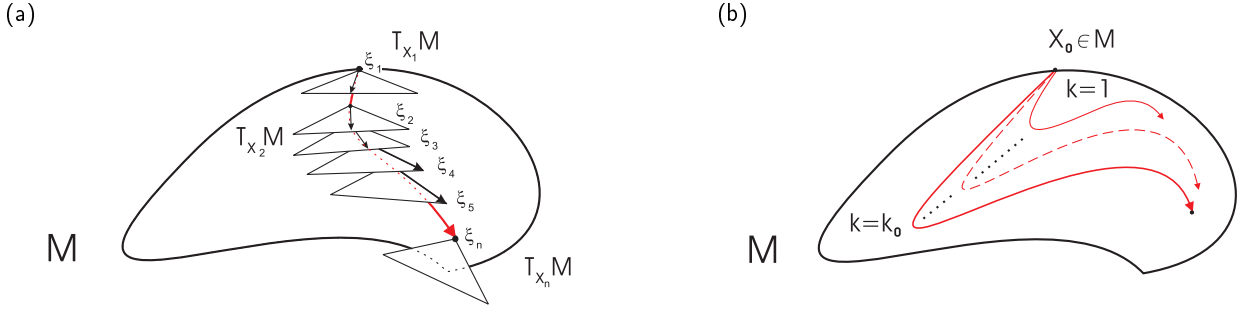 (a)
T_{x_1}M
ξ_1
ξ_2
T_{x_2}M
ξ_3
ξ_4
ξ_5
ξ_n
M
T_{x_n}M
(b)
X_0 ∈ M
k=1
k=k_0
M